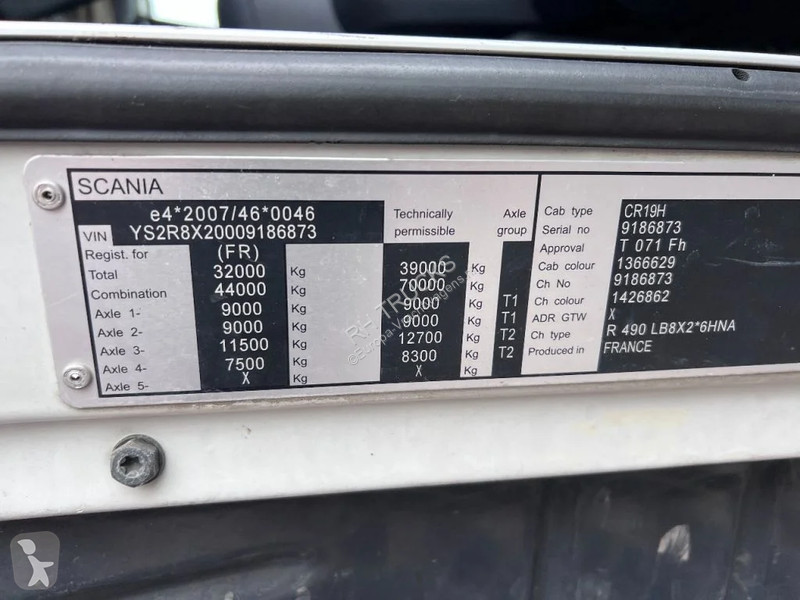 SCANIA
e4*2007/46*0046
VIN YS2R8X20009186873
Technically permissible
Axle group
Regist. for (FR)
Total 32000 Kg 39000 Kg
Combination 44000 Kg 70000 Kg
Axle 1- 9000 Kg 9000 Kg T1
Axle 2- 9000 Kg 9000 Kg T1
Axle 3- 11500 Kg 12700 Kg T2
Axle 4- 7500 Kg 8300 Kg T2
Axle 5- X Kg X Kg
Cab type CR19H
Serial no 9186873
Approval T 071 Fh
Cab colour 1366629
Ch No 9186873
Ch colour 1426862
ADR GTW X
Ch type R 490 LB8X2*6HNA
Produced in FRANCE
R+ TRUCKS